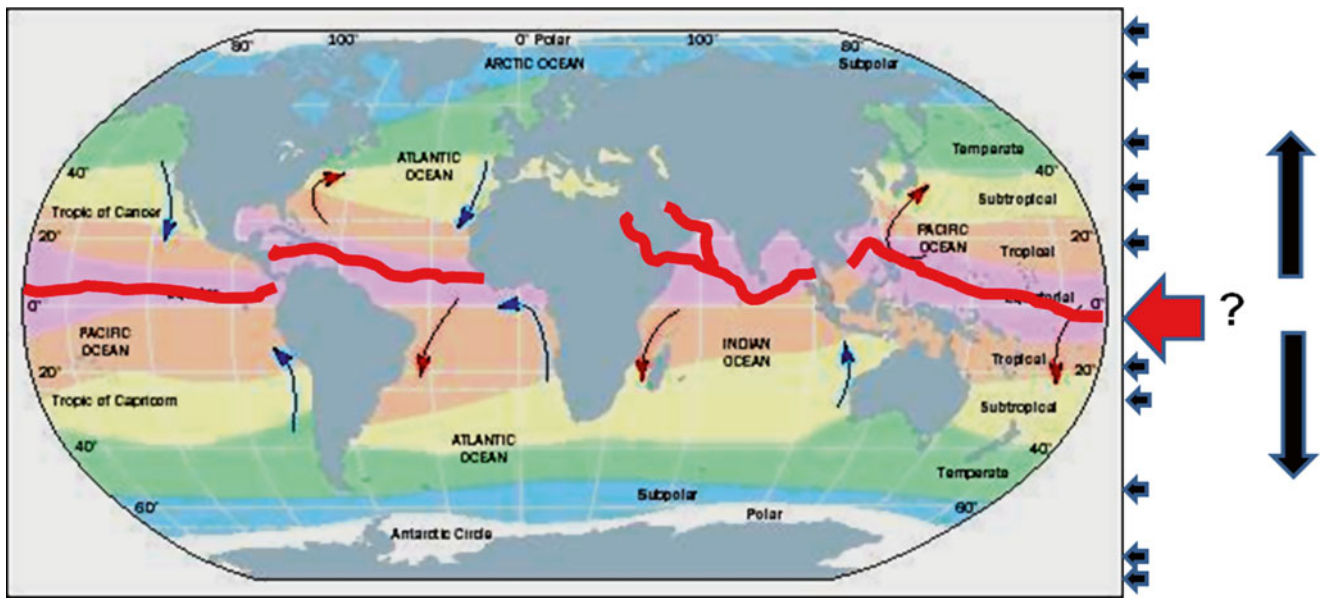 80° 100° 0° Polar 100° 80°
ARCTIC OCEAN Subpolar
ATLANTIC
OCEAN
Temperate
40° 40°
Tropic of Cancer Subtropical
20° PACIFIC
OCEAN
Tropical 20°
0° Equatorial 0° ?
PACIFIC
OCEAN
INDIAN
OCEAN
Tropical
20° 20°
Tropic of Capricorn Subtropical
ATLANTIC
OCEAN
40° 40°
Temperate
Subpolar
60° Polar 60°
Antarctic Circle